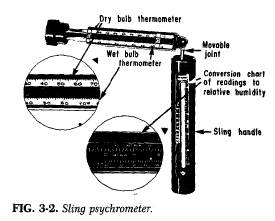 Dry bulb thermometer
Wet bulb
thermometer
Movable
joint
Conversion chart
of readings to
relative humidity
Sling handle
FIG. 3-2. Sling psychrometer.